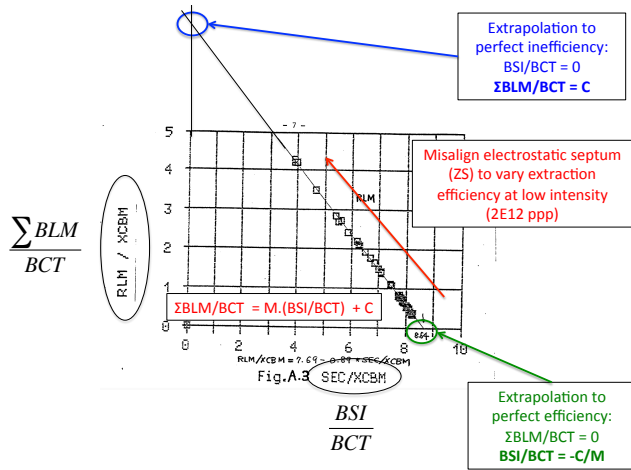 Extrapolation to
perfect inefficiency:
BSI/BCT = 0
ΣBLM/BCT = C
- 7 -
5
4
3
2
1
0
Misalign electrostatic septum
(ZS) to vary extraction
efficiency at low intensity
(2E12 ppp)
RLM
∑BLM
BCT
RLM / XCBM
ΣBLM/BCT = M.(BSI/BCT) + C
8.64
0 2 4 6 8 10
RLM/XCBM = 7.69 - 0.89 * SEC/XCBM
Fig.A.3 SEC/XCBM
BSI
BCT
Extrapolation to
perfect efficiency:
ΣBLM/BCT = 0
BSI/BCT = -C/M